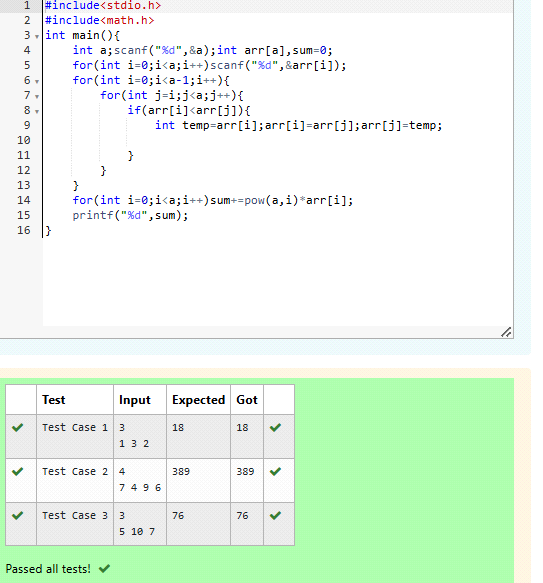 1 #include<stdio.h>
2 #include<math.h>
3 int main(){
4     int a;scanf("%d",&a);int arr[a],sum=0;
5     for(int i=0;i<a;i++)scanf("%d",&arr[i]);
6     for(int i=0;i<a-1;i++){
7         for(int j=i;j<a;j++){
8             if(arr[i]<arr[j]){
9                 int temp=arr[i];arr[i]=arr[j];arr[j]=temp;
10
11             }
12         }
13     }
14     for(int i=0;i<a;i++)sum+=pow(a,i)*arr[i];
15     printf("%d",sum);
16 }
Test Input Expected Got
Test Case 1 3 18 18
1 3 2
Test Case 2 4 389 389
7 4 9 6
Test Case 3 3 76 76
5 10 7
Passed all tests!